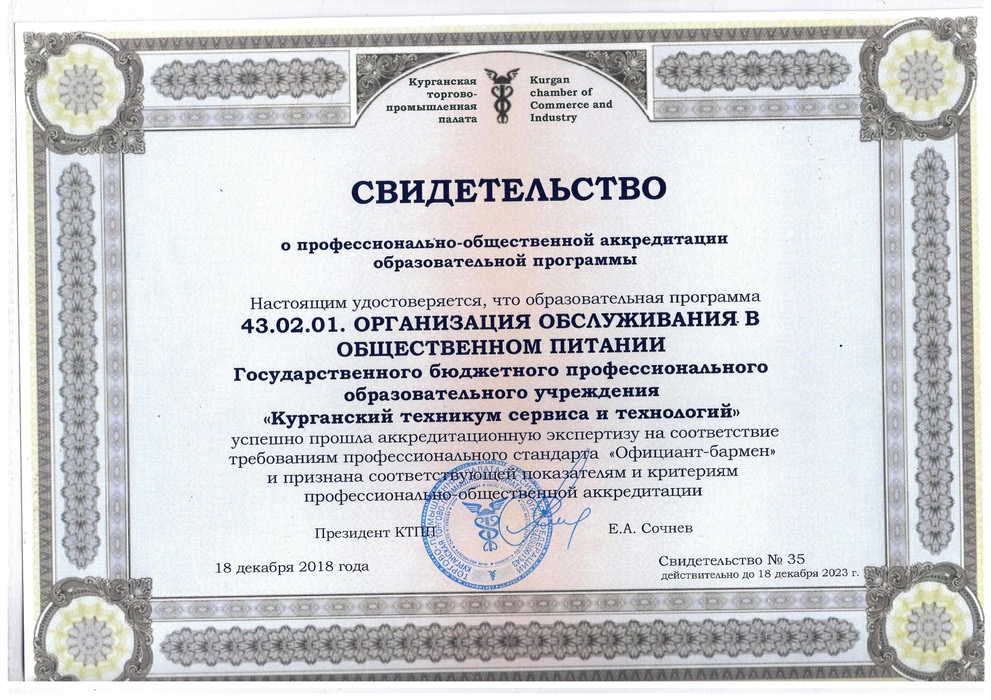 Курганская
торгово-
промышленная
палата
Kurgan
chamber of
Commerce and
Industry
СВИДЕТЕЛЬСТВО
о профессионально-общественной аккредитации
образовательной программы
Настоящим удостоверяется, что образовательная программа
43.02.01. ОРГАНИЗАЦИЯ ОБСЛУЖИВАНИЯ В
ОБЩЕСТВЕННОМ ПИТАНИИ
Государственного бюджетного профессионального
образовательного учреждения
«Курганский техникум сервиса и технологий»
успешно прошла аккредитационную экспертизу на соответствие
требованиям профессионального стандарта «Официант-бармен»
и признана соответствующей показателям и критериям
профессионально-общественной аккредитации
Президент КТПП
Е.А. Сочнев
18 декабря 2018 года
Свидетельство № 35
действительно до 18 декабря 2023 г.